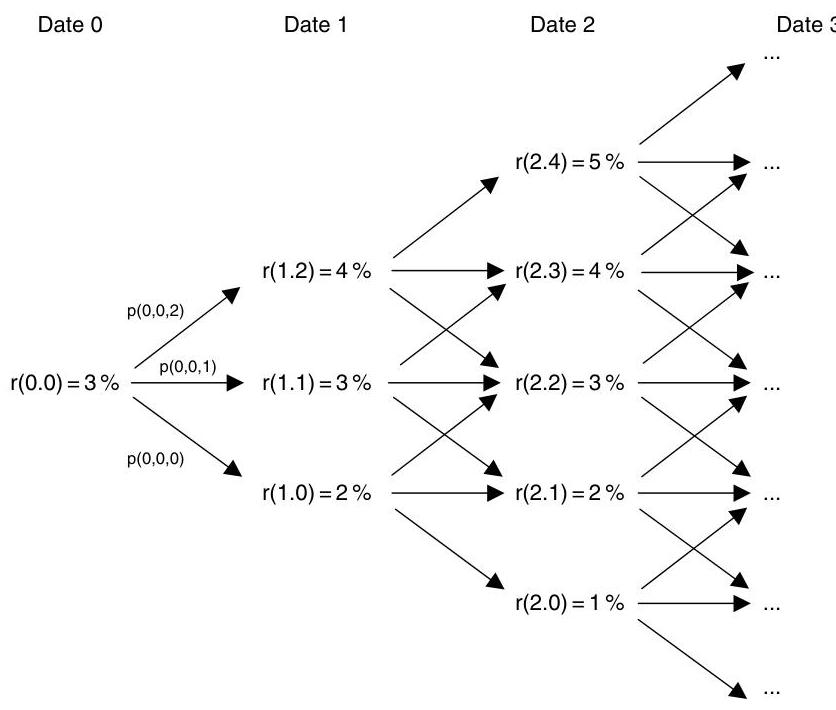 Date 0 Date 1 Date 2 Date 3
...
r(2.4) = 5 % ...
r(1.2) = 4 % r(2.3) = 4 % ...
p(0,0,2)
p(0,0,1)
r(0.0) = 3 % r(1.1) = 3 % r(2.2) = 3 % ...
p(0,0,0)
r(1.0) = 2 % r(2.1) = 2 % ...
r(2.0) = 1 % ...
...